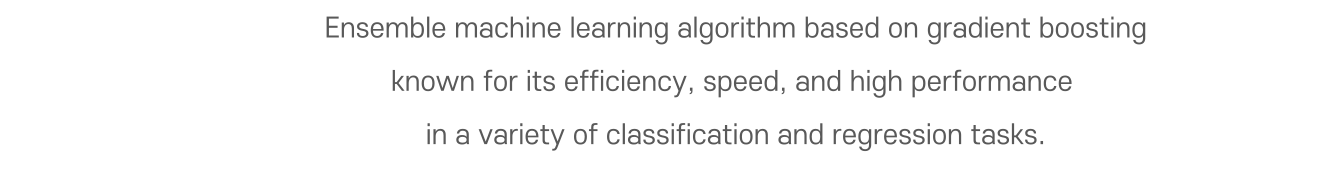 Ensemble machine learning algorithm based on gradient boosting
known for its efficiency, speed, and high performance
in a variety of classification and regression tasks.